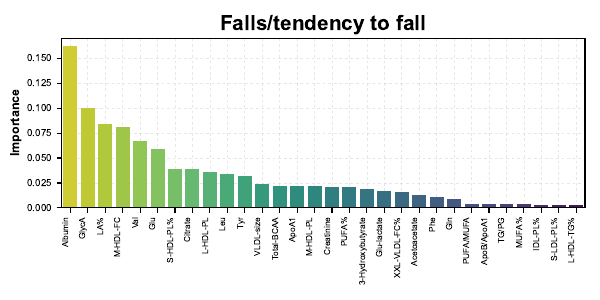 Falls/tendency to fall
Importance
0.150
0.125
0.100
0.075
0.050
0.025
0.000
Albumin
GlycA
LA%
M-HDL-FC
Val
Glu
S-HDL-PL%
Citrate
L-HDL-PL
Leu
Tyr
VLDL-size
Total-BCAA
ApoA1
M-HDL-PL
Creatinine
PUFA%
3-Hydroxybutyrate
Glu-lactate
XXL-VLDL-FC%
Acetoacetate
Phe
Gln
PUFA/MUFA
ApoB/ApoA1
TG/PG
MUFA%
IDL-PL%
S-LDL-PL%
L-HDL-TG%